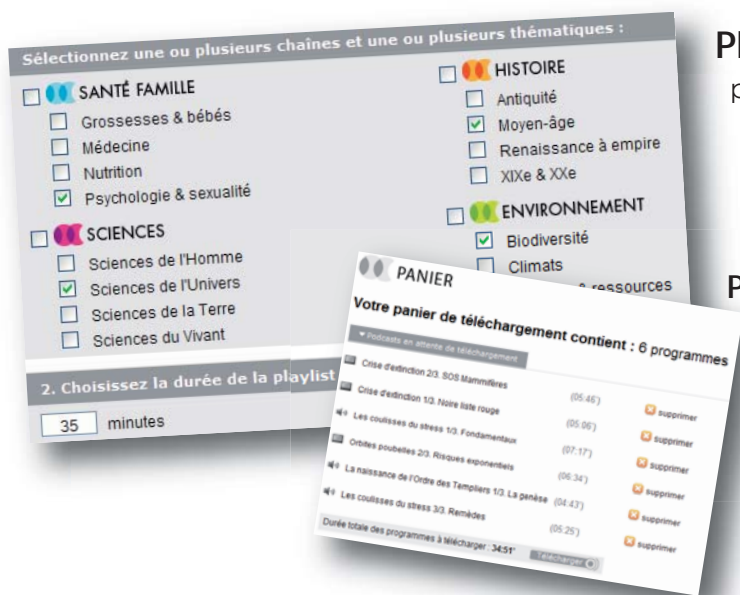 Sélectionnez une ou plusieurs chaînes et une ou plusieurs thématiques :
SANTÉ FAMILLE
Grossesses & bébés
Médecine
Nutrition
Psychologie & sexualité
SCIENCES
Sciences de l'Homme
Sciences de l'Univers
Sciences de la Terre
Sciences du Vivant
HISTOIRE
Antiquité
Moyen-âge
Renaissance à empire
XIXe & XXe
ENVIRONNEMENT
Biodiversité
Climats
& ressources
2. Choisissez la durée de la playlist
35 minutes
PANIER
Votre panier de téléchargement contient : 6 programmes
Podcasts en attente de téléchargement
Crise d'extinction 2/3. SOS Mammifères (05:46') supprimer
Crise d'extinction 1/3. Noire liste rouge (05:06') supprimer
Les coulisses du stress 1/3. Fondamentaux (07:17') supprimer
Orbites poubelles 2/3. Risques exponentiels (06:34') supprimer
La naissance de l'Ordre des Templiers 1/3. La genèse (04:43') supprimer
Les coulisses du stress 3/3. Remèdes (05:25') supprimer
Durée totale des programmes à télécharger : 34:51' Télécharger